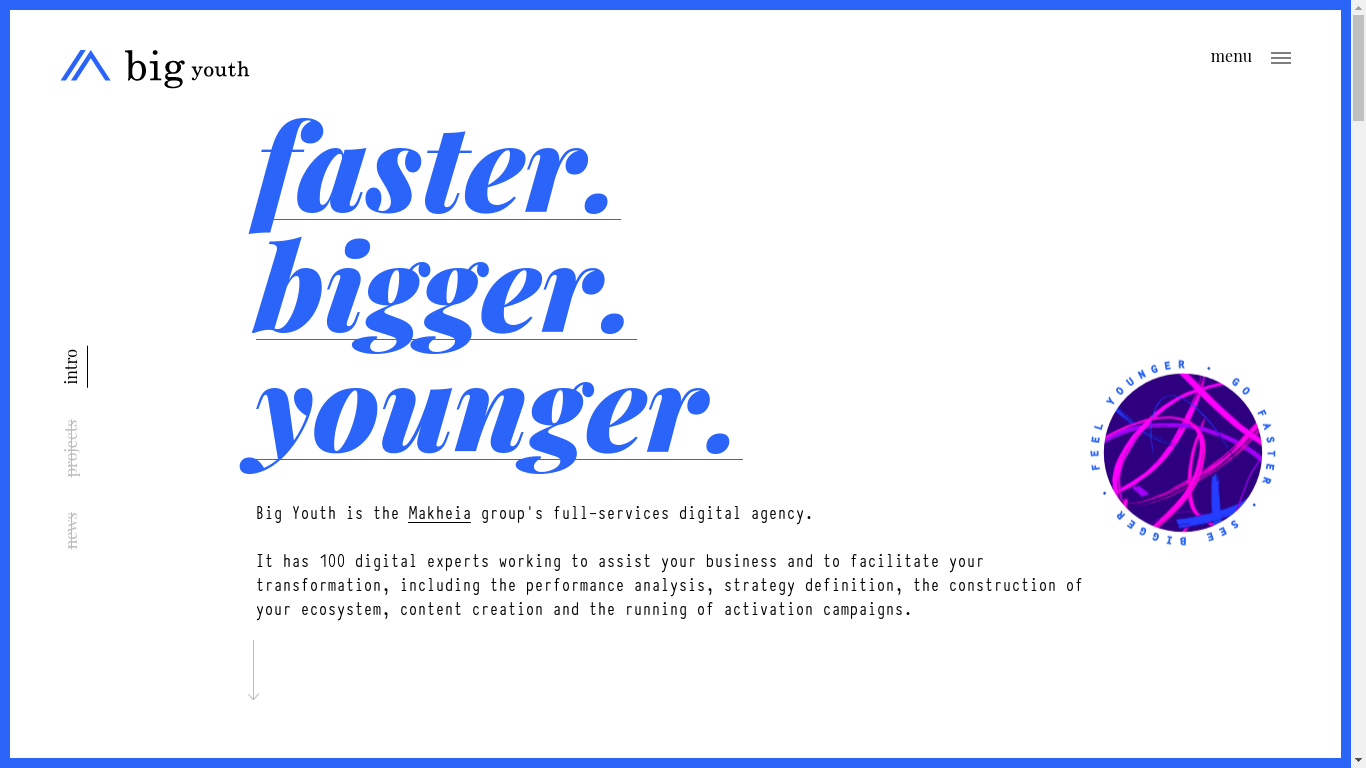 big youth
menu
faster.
bigger.
younger.
intro
projects
news
Big Youth is the Makheia group's full-services digital agency.
It has 100 digital experts working to assist your business and to facilitate your
transformation, including the performance analysis, strategy definition, the construction of
your ecosystem, content creation and the running of activation campaigns.
GO FASTER • SEE BIGGER • FEEL YOUNGER •